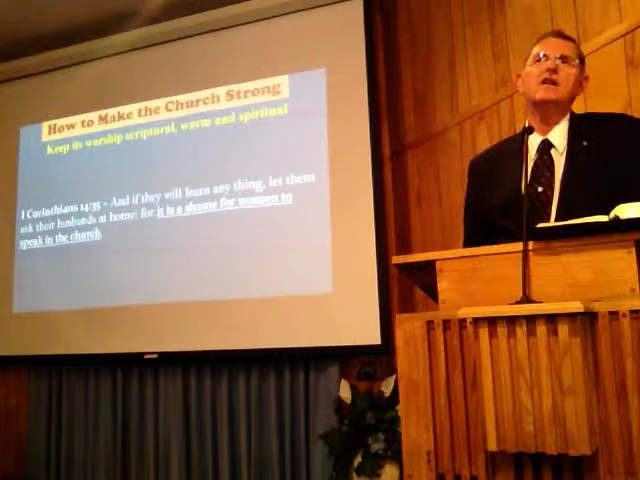 How to Make the Church Strong
Keep its worship scriptural, warm and spiritual
1 Corinthians 14:35 - And if they will learn any thing, let them
ask their husbands at home: for it is a shame for women to
speak in the church.